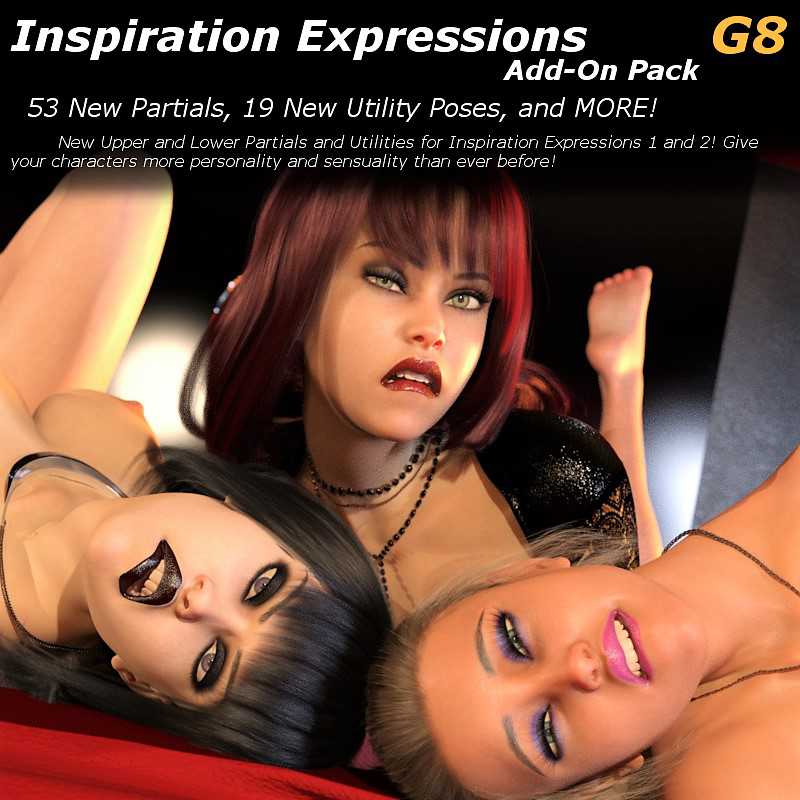 Inspiration Expressions G8
Add-On Pack
53 New Partials, 19 New Utility Poses, and MORE!
New Upper and Lower Partials and Utilities for Inspiration Expressions 1 and 2! Give
your characters more personality and sensuality than ever before!